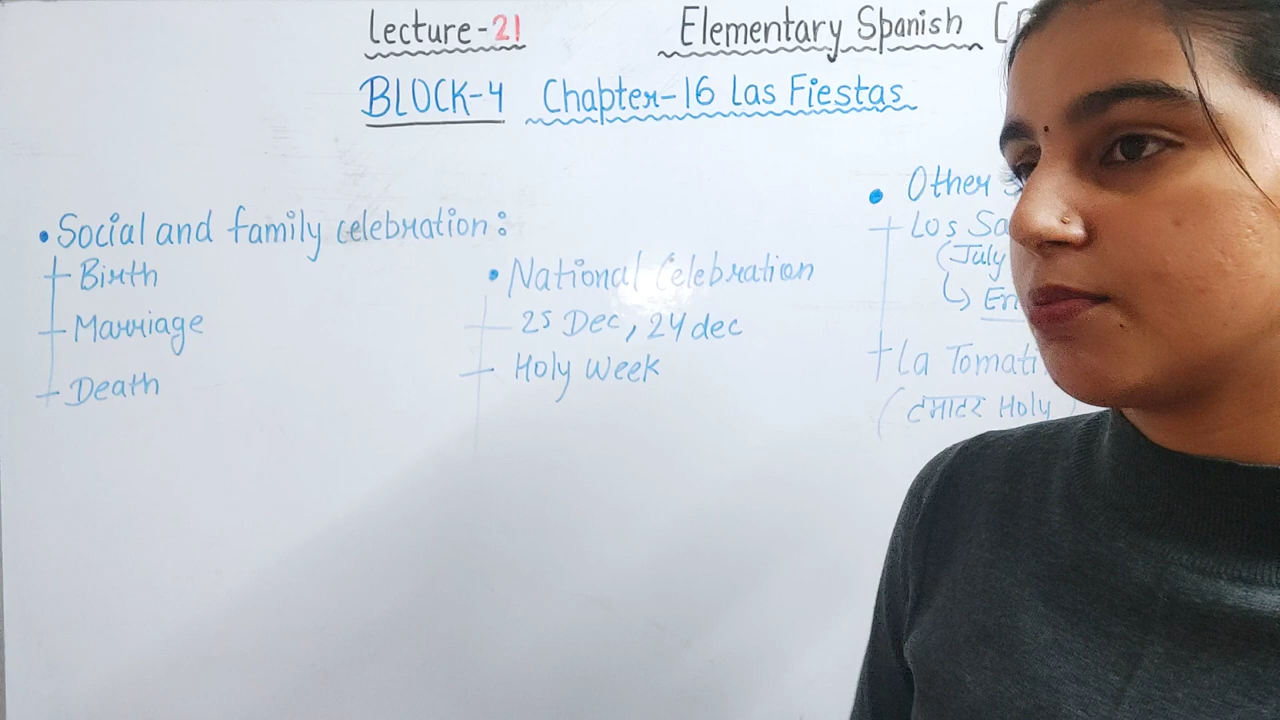 Lecture-21
Elementary Spanish [
BLOCK-4 Chapter-16 Las Fiestas
• Social and family celebration:
Birth
Marriage
Death
• National Celebration
25 Dec, 24 dec
Holy Week
• Other
Los Sa
(July
↳ En
La Tomati
(टमाटर Holy)